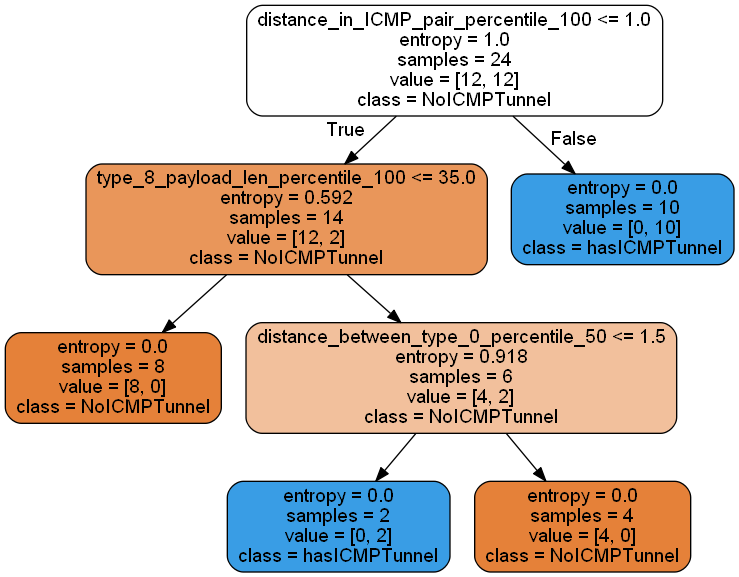 distance_in_ICMP_pair_percentile_100 <= 1.0
entropy = 1.0
samples = 24
value = [12, 12]
class = NoICMPTunnel
True
False
type_8_payload_len_percentile_100 <= 35.0
entropy = 0.592
samples = 14
value = [12, 2]
class = NoICMPTunnel
entropy = 0.0
samples = 10
value = [0, 10]
class = hasICMPTunnel
entropy = 0.0
samples = 8
value = [8, 0]
class = NoICMPTunnel
distance_between_type_0_percentile_50 <= 1.5
entropy = 0.918
samples = 6
value = [4, 2]
class = NoICMPTunnel
entropy = 0.0
samples = 2
value = [0, 2]
class = hasICMPTunnel
entropy = 0.0
samples = 4
value = [4, 0]
class = NoICMPTunnel